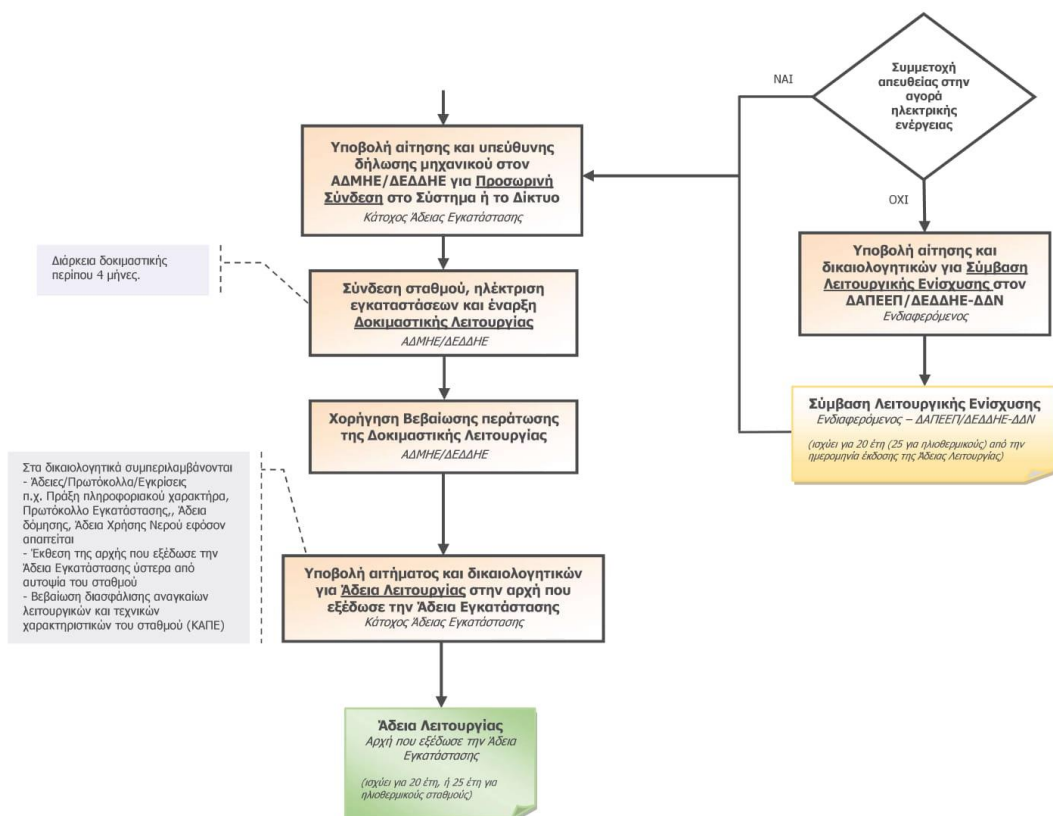 Συμμετοχή
απευθείας στην
αγορά
ηλεκτρικής
ενέργειας
ΝΑΙ
ΟΧΙ
Υποβολή αίτησης και υπεύθυνης
δήλωσης μηχανικού στον
ΑΔΜΗΕ/ΔΕΔΔΗΕ για Προσωρινή
Σύνδεση στο Σύστημα ή το Δίκτυο
Κάτοχος Άδειας Εγκατάστασης
Υποβολή αίτησης και
δικαιολογητικών για Σύμβαση
Λειτουργικής Ενίσχυσης στον
ΔΑΠΕΕΠ/ΔΕΔΔΗΕ-ΔΔΝ
Ενδιαφερόμενος
Διάρκεια δοκιμαστικής
περίπου 4 μήνες.
Σύνδεση σταθμού, ηλέκτριση
εγκαταστάσεων και έναρξη
Δοκιμαστικής Λειτουργίας
ΑΔΜΗΕ/ΔΕΔΔΗΕ
Χορήγηση Βεβαίωσης περάτωσης
της Δοκιμαστικής Λειτουργίας
ΑΔΜΗΕ/ΔΕΔΔΗΕ
Σύμβαση Λειτουργικής Ενίσχυσης
Ενδιαφερόμενος – ΔΑΠΕΕΠ/ΔΕΔΔΗΕ-ΔΔΝ
(ισχύει για 20 έτη (25 για ηλιοθερμικούς) από την
ημερομηνία έκδοσης της Άδειας Λειτουργίας)
Στα δικαιολογητικά συμπεριλαμβάνονται
- Άδειες/Πρωτόκολλα/Εγκρίσεις
π.χ. Πράξη πληροφοριακού χαρακτήρα,
Πρωτόκολλο Εγκατάστασης,, Άδεια
δόμησης, Άδεια Χρήσης Νερού εφόσον
απαιτείται
- Έκθεση της αρχής που εξέδωσε την
Άδεια Εγκατάστασης ύστερα από
αυτοψία του σταθμού
- Βεβαίωση διασφάλισης αναγκαίων
λειτουργικών και τεχνικών
χαρακτηριστικών του σταθμού (ΚΑΠΕ)
Υποβολή αιτήματος και δικαιολογητικών
για Άδεια Λειτουργίας στην αρχή που
εξέδωσε την Άδεια Εγκατάστασης
Κάτοχος Άδειας Εγκατάστασης
Άδεια Λειτουργίας
Αρχή που εξέδωσε την Άδεια
Εγκατάστασης
(ισχύει για 20 έτη, ή 25 έτη για
ηλιοθερμικούς σταθμούς)